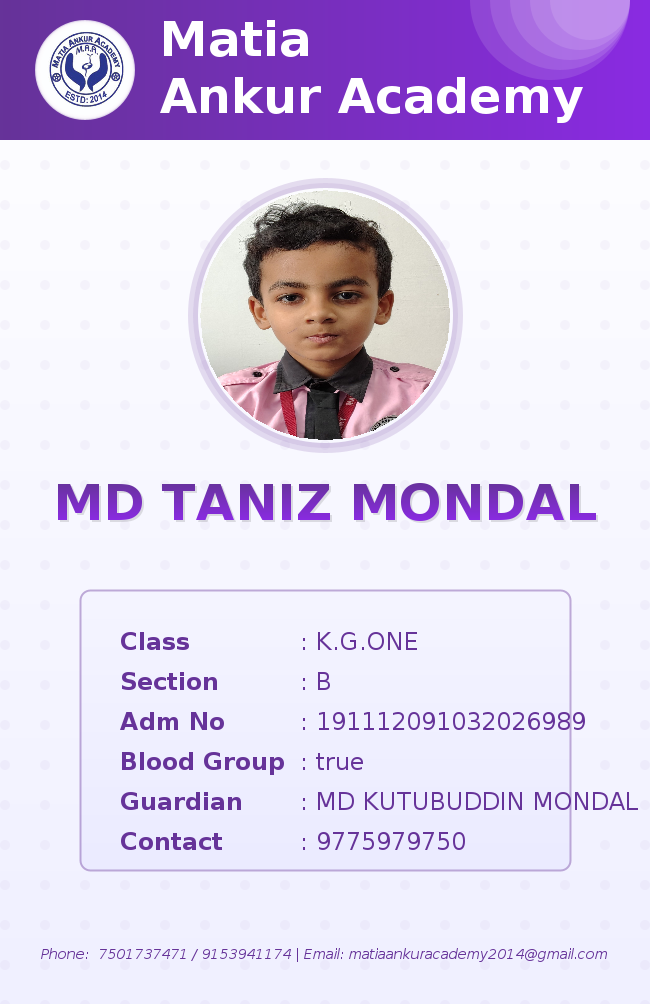 MATIA ANKUR ACADEMY
M.A.A
ESTD: 2014
Matia
Ankur Academy
MD TANIZ MONDAL
Class : K.G.ONE
Section : B
Adm No : 191112091032026989
Blood Group : true
Guardian : MD KUTUBUDDIN MONDAL
Contact : 9775979750
Phone: 7501737471 / 9153941174 | Email: matiaankuracademy2014@gmail.com